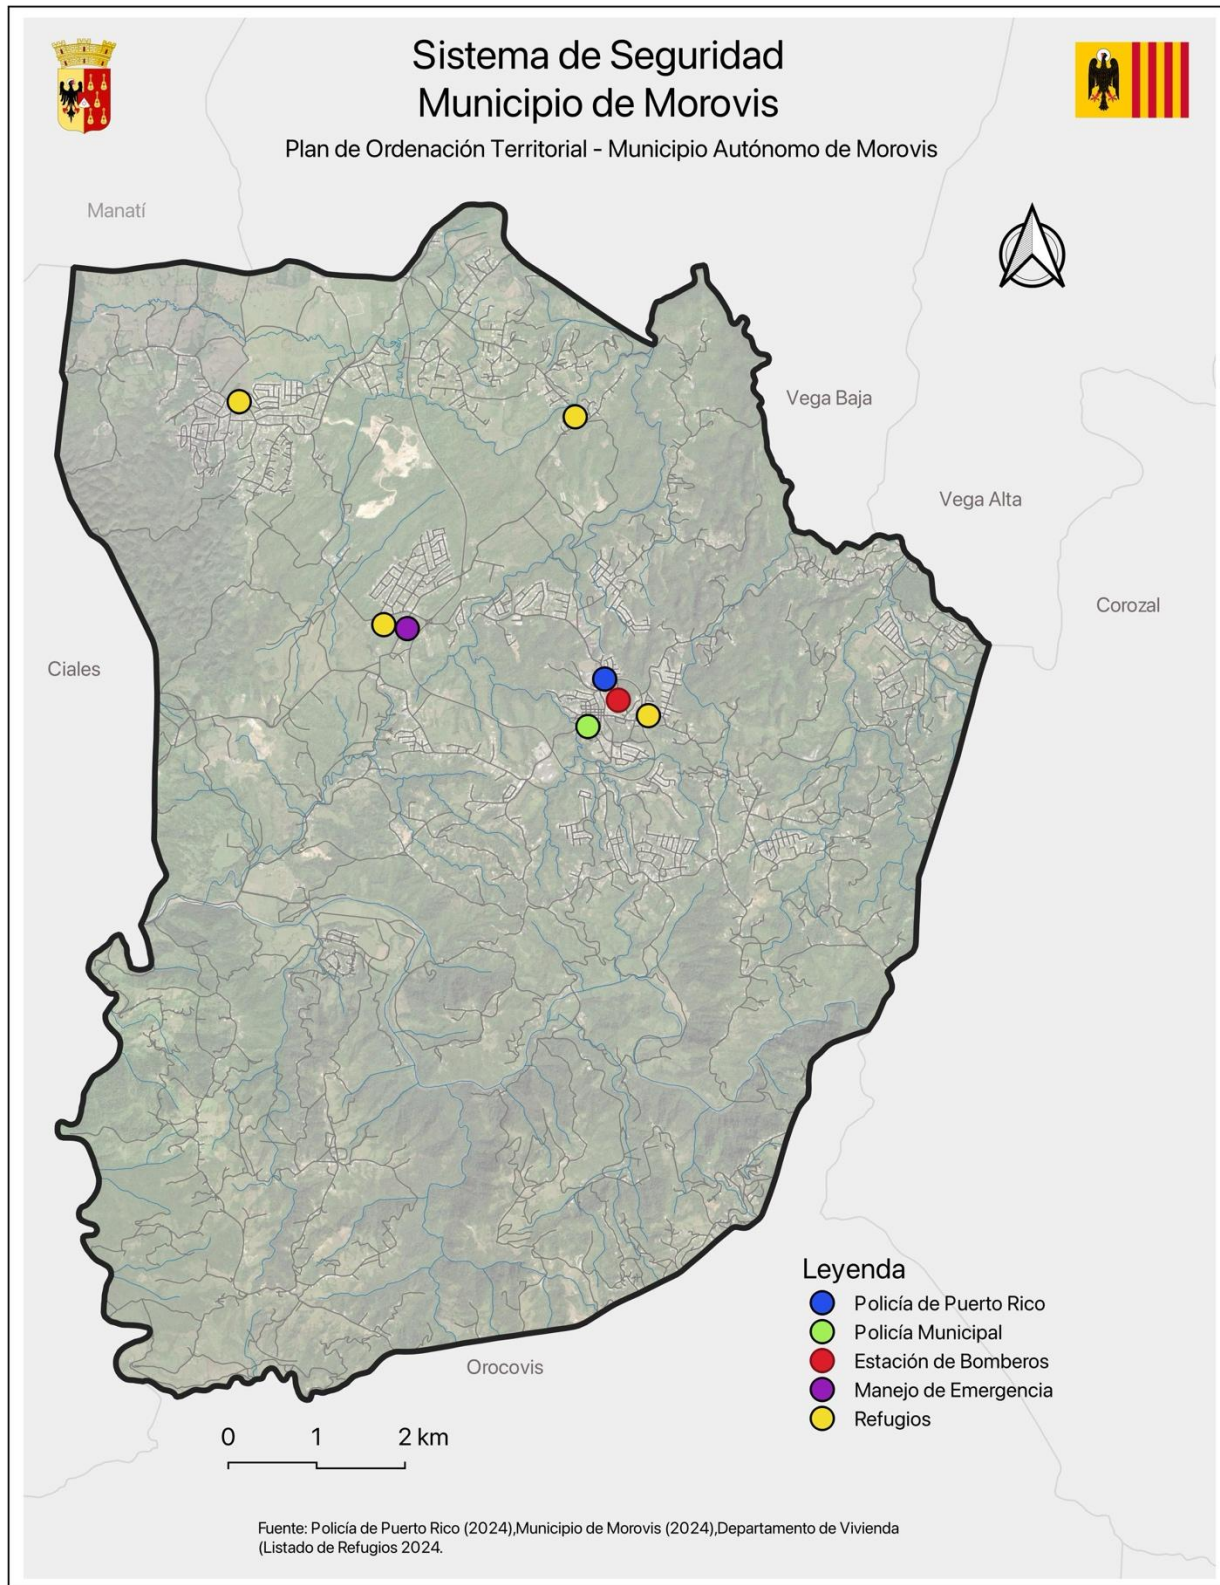 Sistema de Seguridad
Municipio de Morovis
Plan de Ordenación Territorial - Municipio Autónomo de Morovis
Manatí
Vega Baja
Vega Alta
Corozal
Ciales
Orocovis
Leyenda
Policía de Puerto Rico
Policía Municipal
Estación de Bomberos
Manejo de Emergencia
Refugios
0 1 2 km
Fuente: Policía de Puerto Rico (2024),Municipio de Morovis (2024),Departamento de Vivienda
(Listado de Refugios 2024.